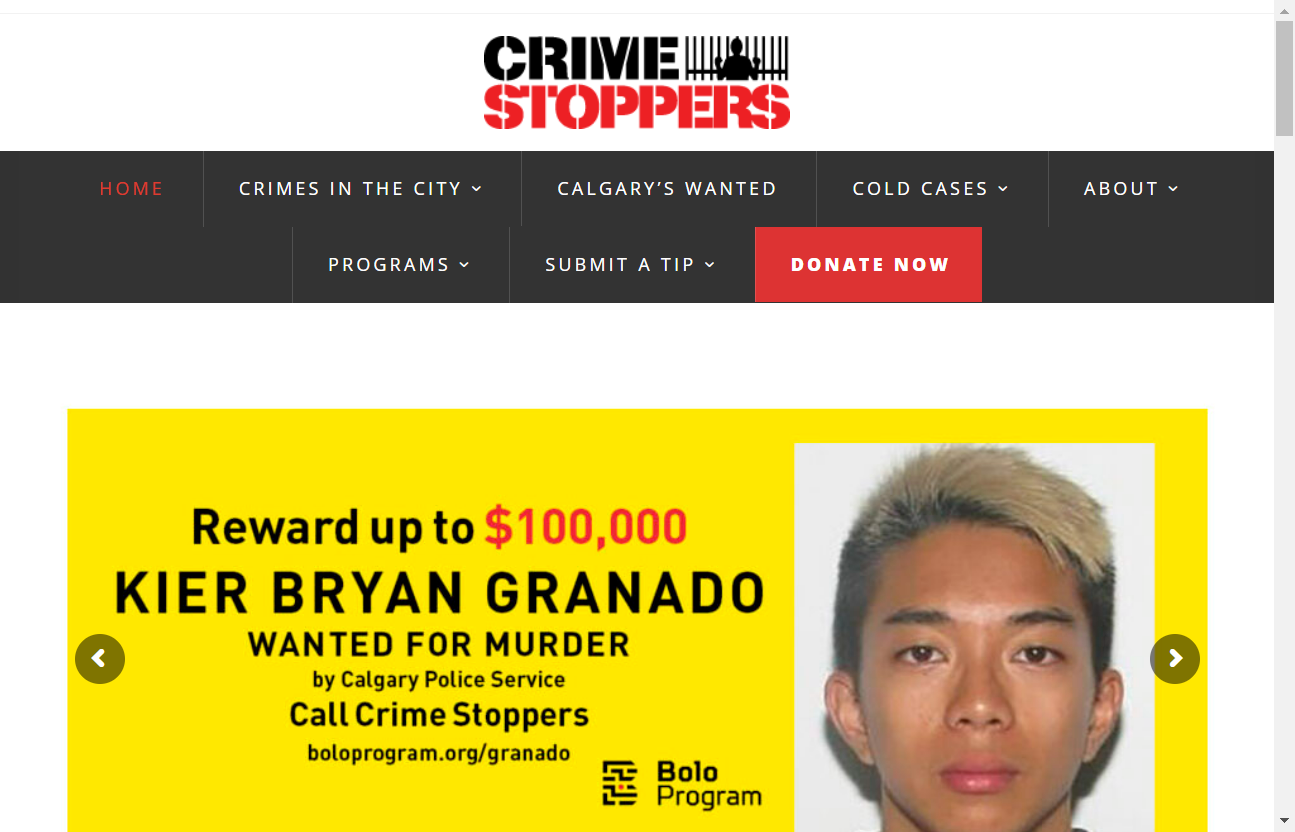 CRIME
STOPPERS
HOME CRIMES IN THE CITY CALGARY’S WANTED COLD CASES ABOUT
PROGRAMS SUBMIT A TIP DONATE NOW
Reward up to $100,000
KIER BRYAN GRANADO
WANTED FOR MURDER
by Calgary Police Service
Call Crime Stoppers
boloprogram.org/granado
Bolo
Program